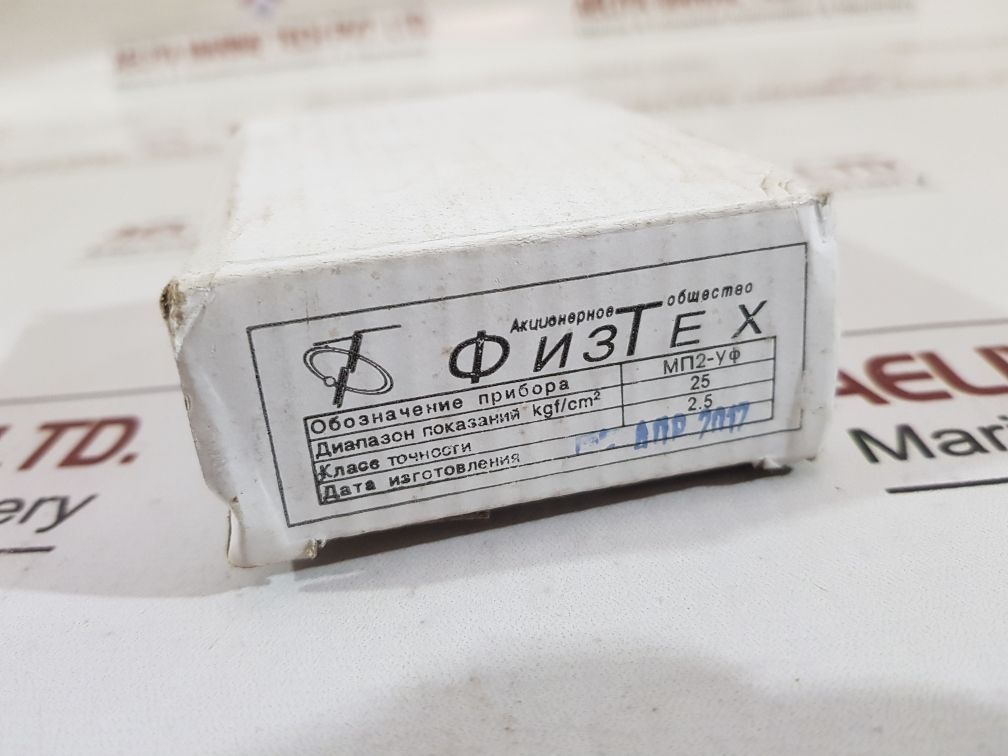 Акционерное общество
ФизТех
Обозначение прибора МП2-Уф
Диапазон показаний kgf/cm² 25
Класс точности 2.5
Дата изготовления АПР 2017
LTD.
ery
AELI
Mari